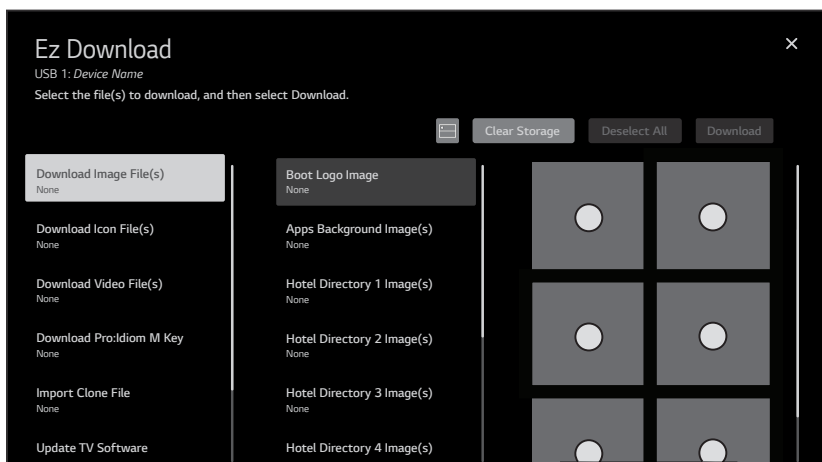 Ez Download
USB 1: Device Name
Select the file(s) to download, and then select Download.
Clear Storage
Deselect All
Download
Download Image File(s)
None
Download Icon File(s)
None
Download Video File(s)
None
Download Pro:Idiom M Key
None
Import Clone File
None
Update TV Software
Boot Logo Image
None
Apps Background Image(s)
None
Hotel Directory 1 Image(s)
None
Hotel Directory 2 Image(s)
None
Hotel Directory 3 Image(s)
None
Hotel Directory 4 Image(s)